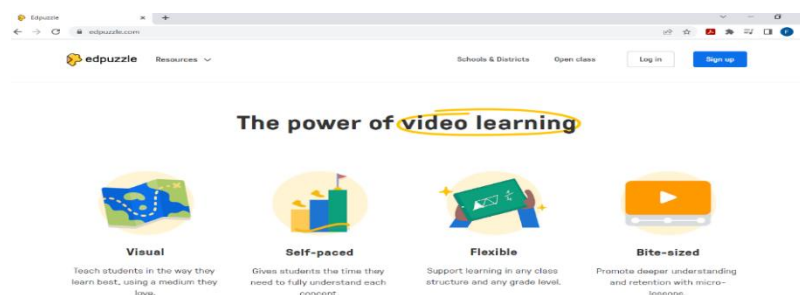 Edpuzzle
edpuzzle.com
edpuzzle Resources Schools & Districts Open class Log in Sign up
The power of video learning
Visual
Teach students in the way they
learn best, using a medium they
love.
Self-paced
Gives students the time they
need to fully understand each
concept.
Flexible
Support learning in any class
structure and any grade level.
Bite-sized
Promote deeper understanding
and retention with micro-
lessons.